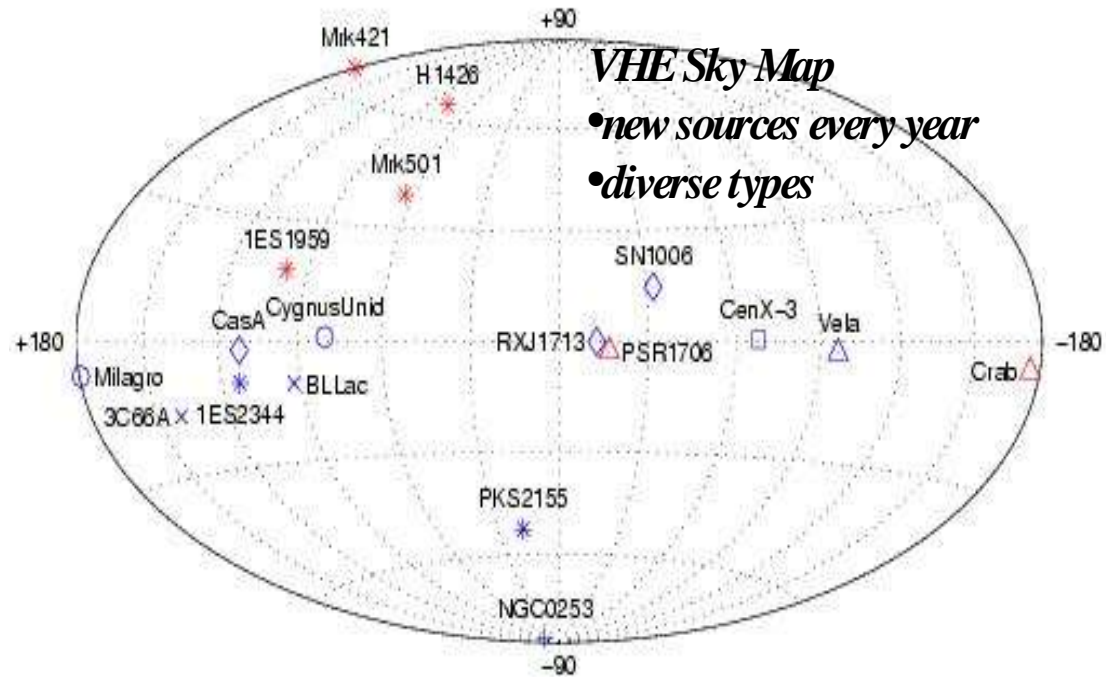 +90
Mrk421
H1426
VHE Sky Map
•new sources every year
•diverse types
Mrk501
1ES1959
SN1006
CasA
CygnusUnid
CenX-3
Vela
+180
RXJ1713
PSR1706
-180
Milagro
BLLac
Crab
3C66A
1ES2344
PKS2155
NGC0253
-90